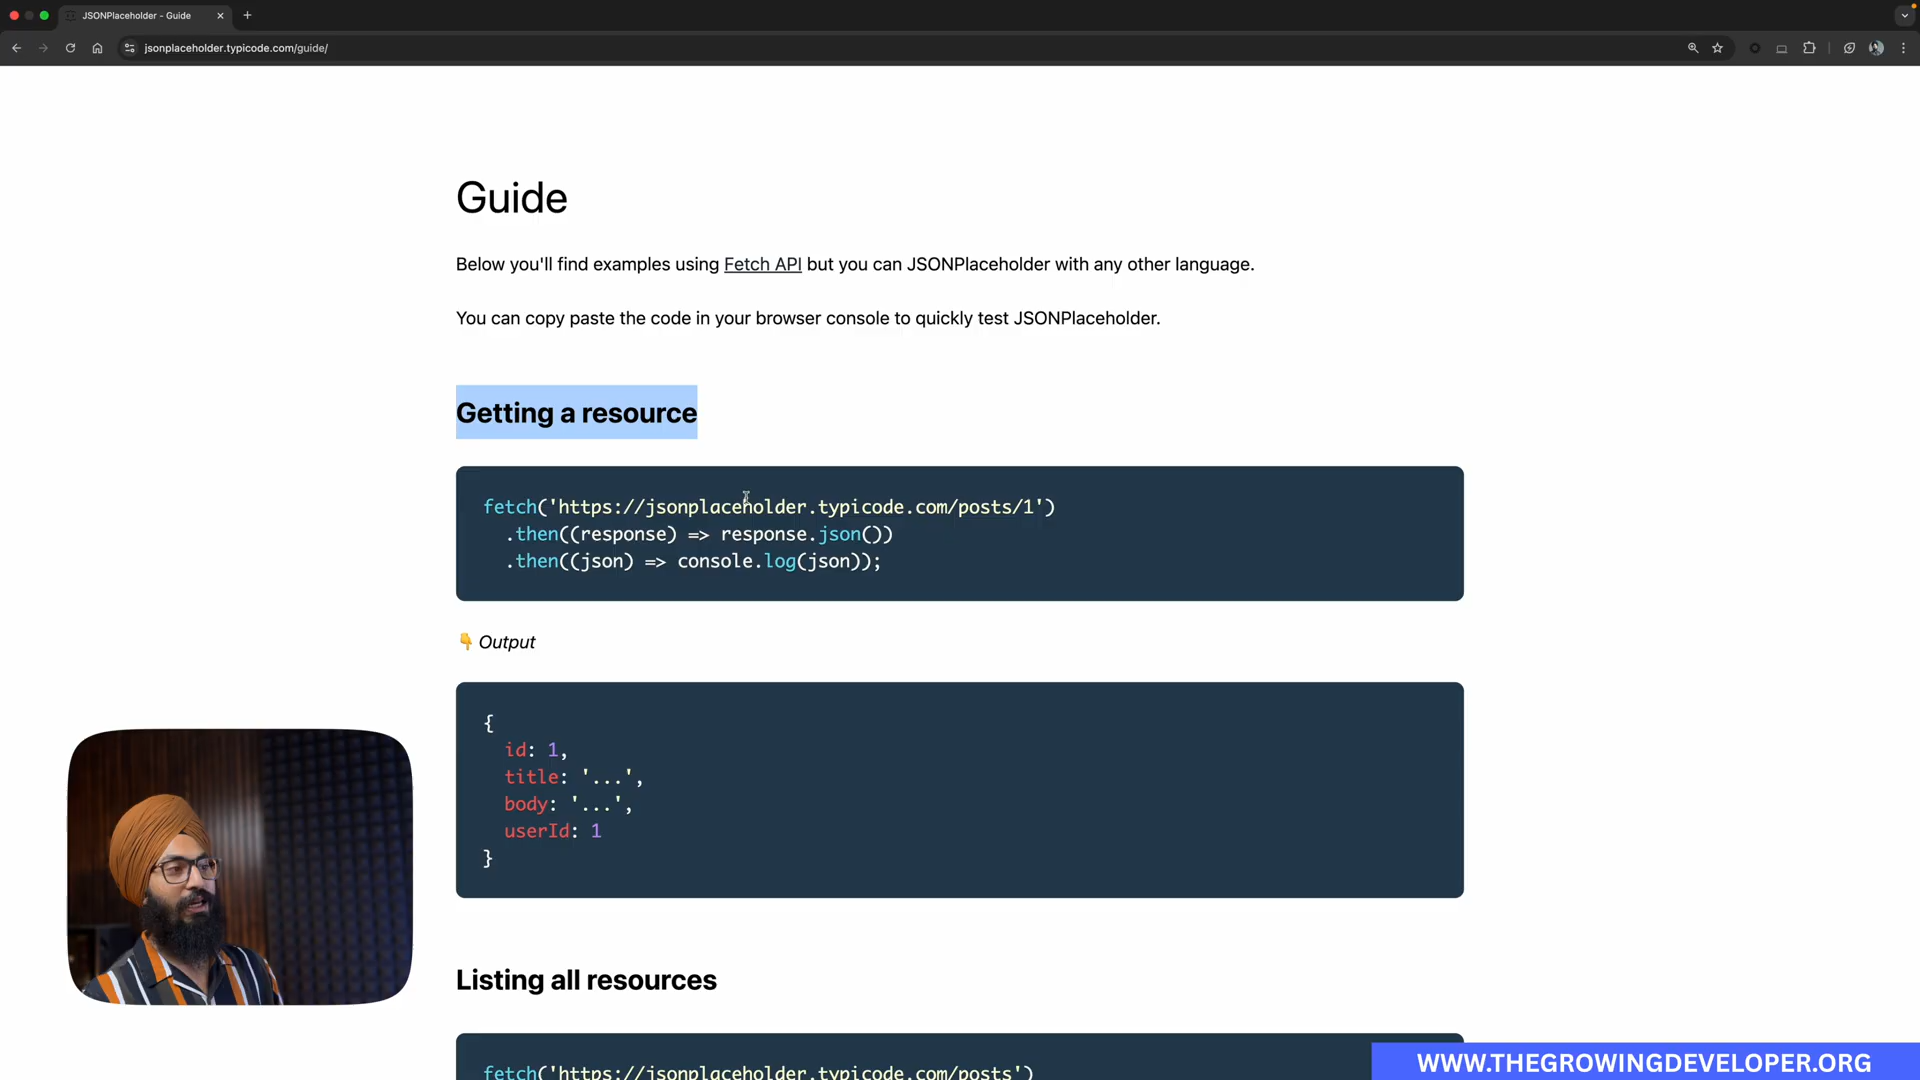 JSONPlaceholder - Guide
jsonplaceholder.typicode.com/guide/
Guide
Below you'll find examples using Fetch API but you can JSONPlaceholder with any other language.
You can copy paste the code in your browser console to quickly test JSONPlaceholder.
Getting a resource
fetch('https://jsonplaceholder.typicode.com/posts/1')
.then((response) => response.json())
.then((json) => console.log(json));
👇 Output
{
id: 1,
title: '...',
body: '...',
userId: 1
}
Listing all resources
fetch('https://jsonplaceholder.typicode.com/posts')
WWW.THEGROWINGDEVELOPER.ORG